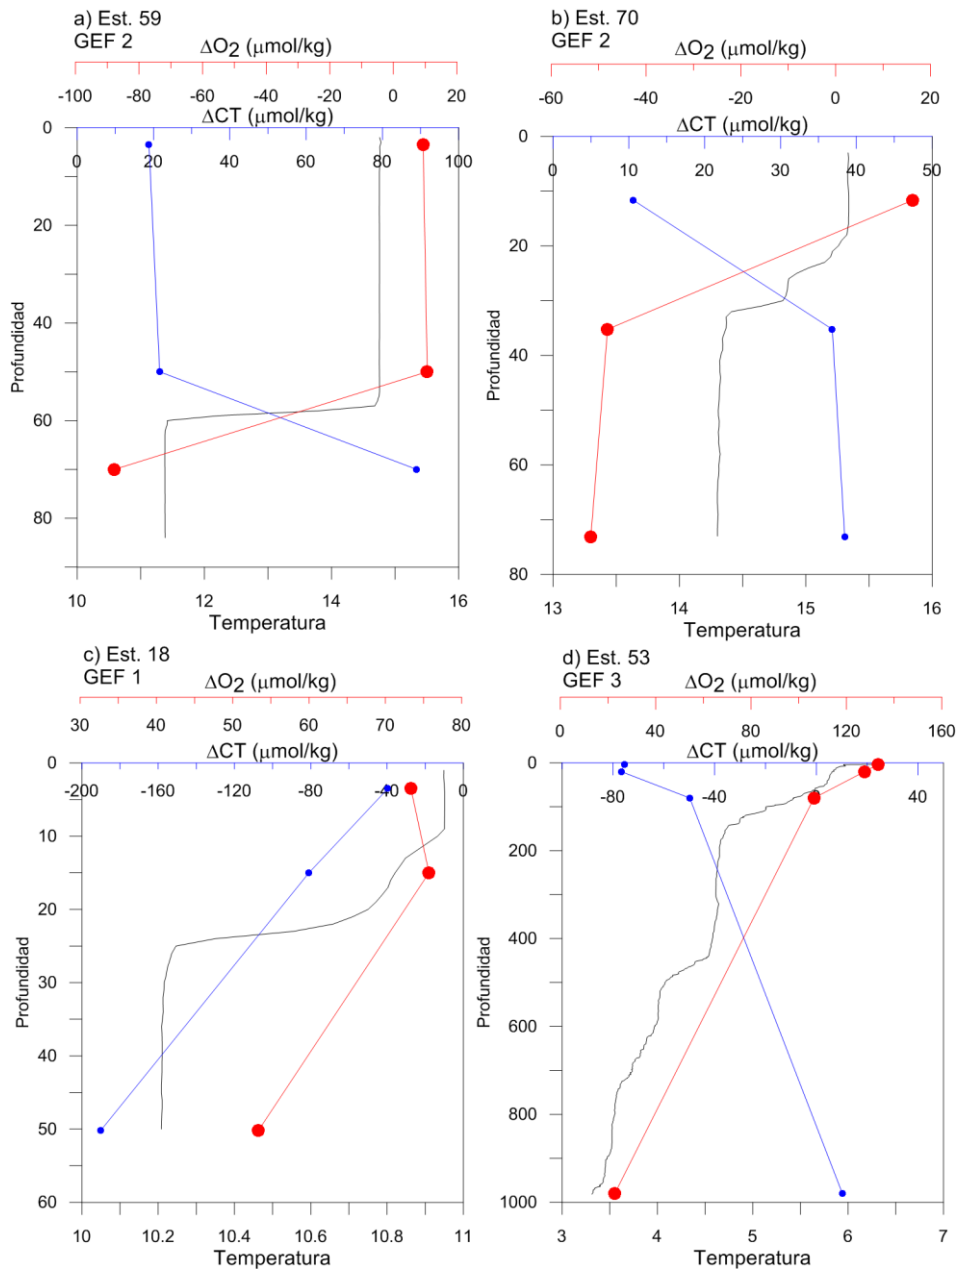 a) Est. 59
GEF 2
ΔO2 (μmol/kg)
-100 -80 -60 -40 -20 0 20
ΔCT (μmol/kg)
0 20 40 60 80 100
Profundidad
0
20
40
60
80
10 11 12 13 14 15 16
Temperatura
b) Est. 70
GEF 2
ΔO2 (μmol/kg)
-60 -40 -20 0 20
ΔCT (μmol/kg)
0 10 20 30 40 50
Profundidad
0
20
40
60
80
13 14 15 16
Temperatura
c) Est. 18
GEF 1
ΔO2 (μmol/kg)
30 40 50 60 70 80
ΔCT (μmol/kg)
-200 -160 -120 -80 -40 0
Profundidad
0
10
20
30
40
50
60
10 10.2 10.4 10.6 10.8 11
Temperatura
d) Est. 53
GEF 3
ΔO2 (μmol/kg)
0 40 80 120 160
ΔCT (μmol/kg)
-80 -40 0 40
Profundidad
0
200
400
600
800
1000
3 4 5 6 7
Temperatura